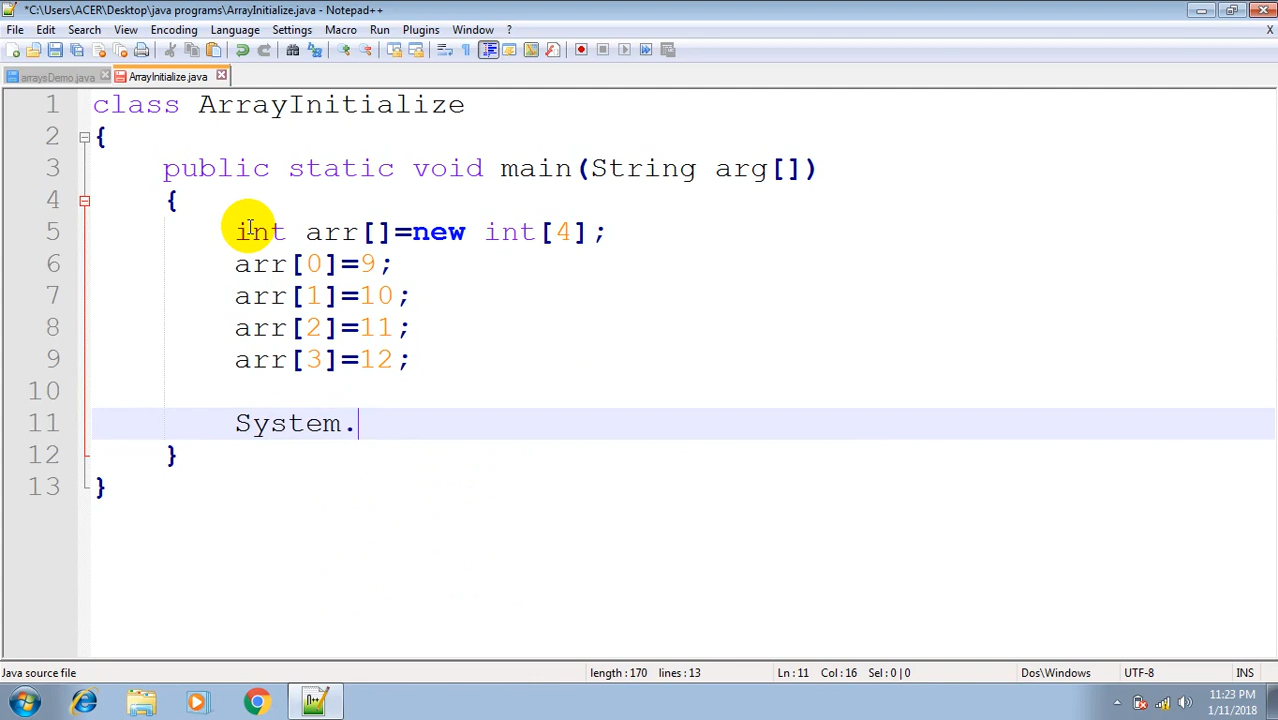 *C:\Users\ACER\Desktop\java programs\ArrayInitialize.java - Notepad++
File Edit Search View Encoding Language Settings Macro Run Plugins Window ? X
arraysDemo.java ArrayInitialize.java
1 class ArrayInitialize
2 {
3 public static void main(String arg[])
4 {
5 int arr[]=new int[4];
6 arr[0]=9;
7 arr[1]=10;
8 arr[2]=11;
9 arr[3]=12;
10
11 System.
12 }
13 }
Java source file length : 170 lines : 13 Ln : 11 Col : 16 Sel : 0 | 0 Dos\Windows UTF-8 INS
11:23 PM
1/11/2018